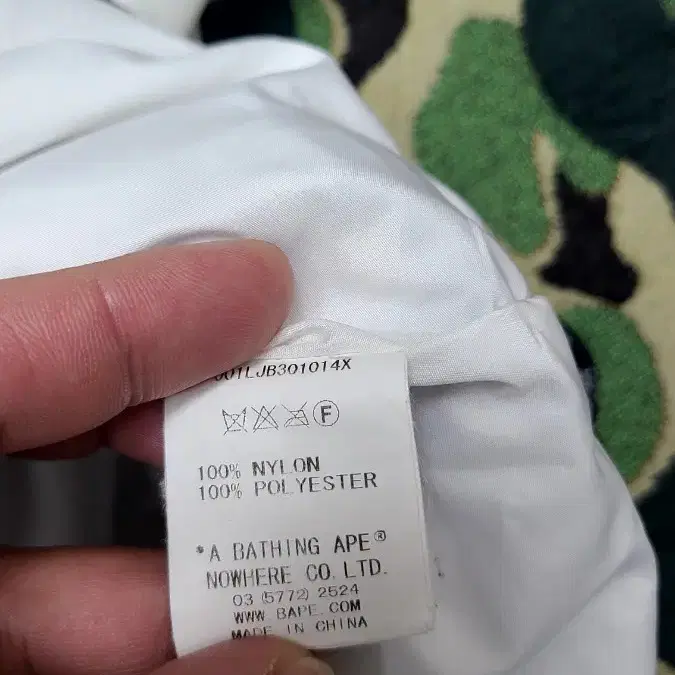 001LJB301014X
F
100% NYLON
100% POLYESTER
*A BATHING APE®
NOWHERE CO. LTD.
03 (5772) 2524
WWW.BAPE.COM
MADE IN CHINA